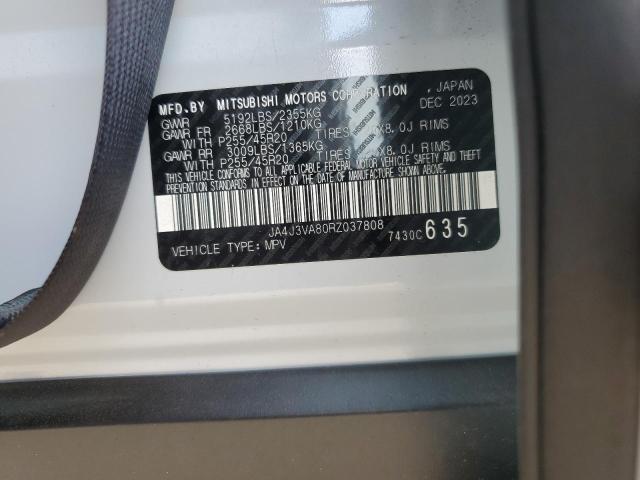 MFD.BY MITSUBISHI MOTORS CORPORATION , JAPAN
GVWR 5192LBS/2355KG DEC 2023
GAWR FR 2668LBS/1210KG
WITH P255/45R20 TIRES X8.0J RIMS
GAWR RR 3009LBS/1365KG
WITH P255/45R20 TIRES X8.0J RIMS
THIS VEHICLE CONFORMS TO ALL APPLICABLE FEDERAL MOTOR VEHICLE SAFETY AND THEFT
PREVENTION STANDARDS IN EFFECT ON THE DATE OF MANUFACTURE SHOWN ABOVE.
JA4J3VA80RZ037808
VEHICLE TYPE: MPV 7430C 635